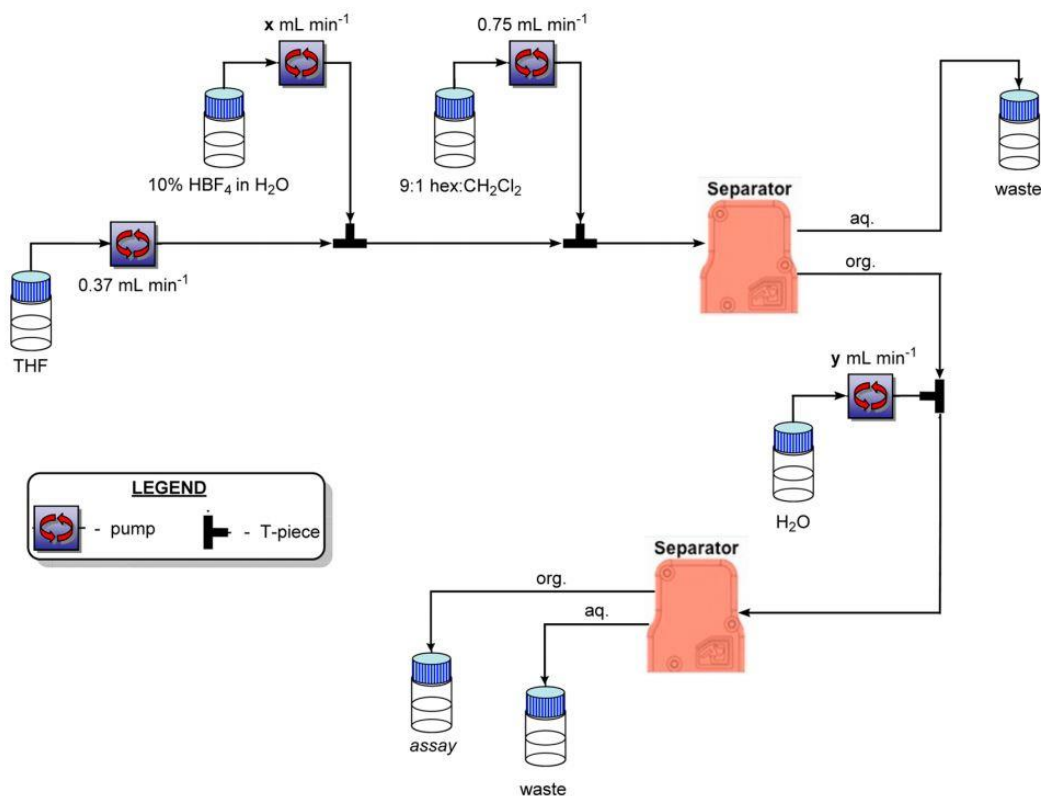 x mL min⁻¹
0.75 mL min⁻¹
10% HBF₄ in H₂O
9:1 hex:CH₂Cl₂
waste
Separator
aq.
org.
0.37 mL min⁻¹
THF
y mL min⁻¹
H₂O
LEGEND
- pump
- T-piece
Separator
org.
aq.
assay
waste